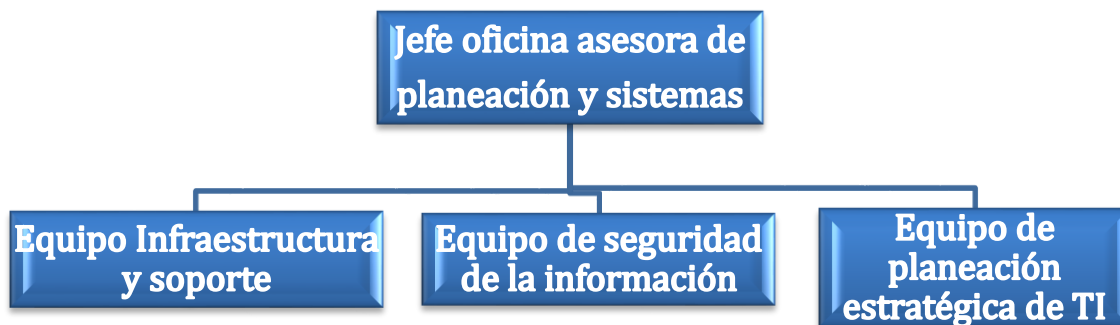 Jefe oficina asesora de
planeación y sistemas
Equipo Infraestructura
y soporte
Equipo de seguridad
de la información
Equipo de
planeación
estratégica de TI